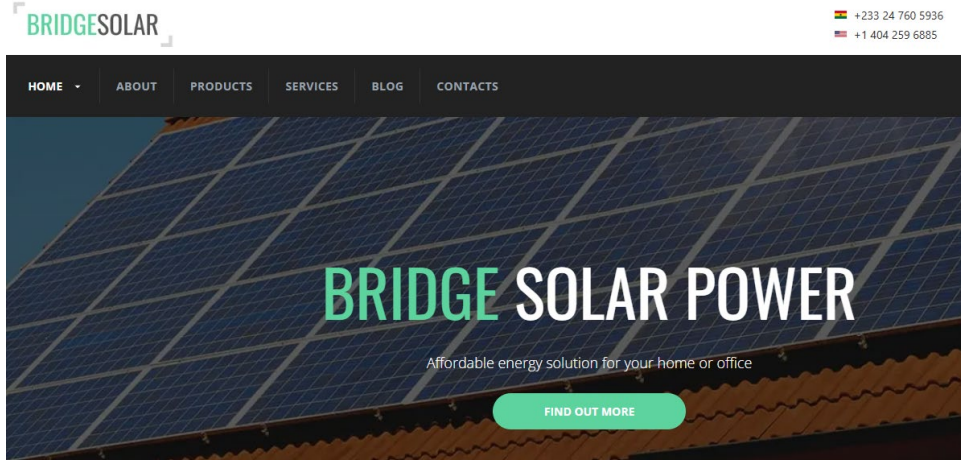 BRIDGESOLAR
+233 24 760 5936
+1 404 259 6885
HOME ABOUT PRODUCTS SERVICES BLOG CONTACTS
BRIDGE SOLAR POWER
Affordable energy solution for your home or office
FIND OUT MORE